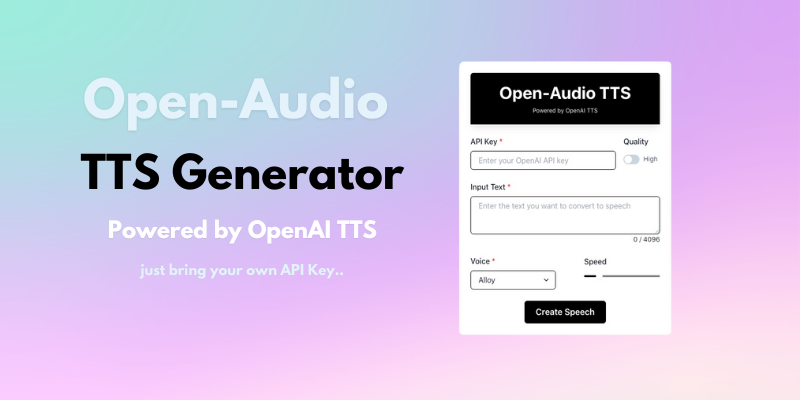 Open-Audio
TTS Generator
Powered by OpenAI TTS
just bring your own API Key..
Open-Audio TTS
Powered by OpenAI TTS
API Key *
Quality
Enter your OpenAI API key
High
Input Text *
Enter the text you want to convert to speech
0 / 4096
Voice *
Speed
Alloy
Create Speech